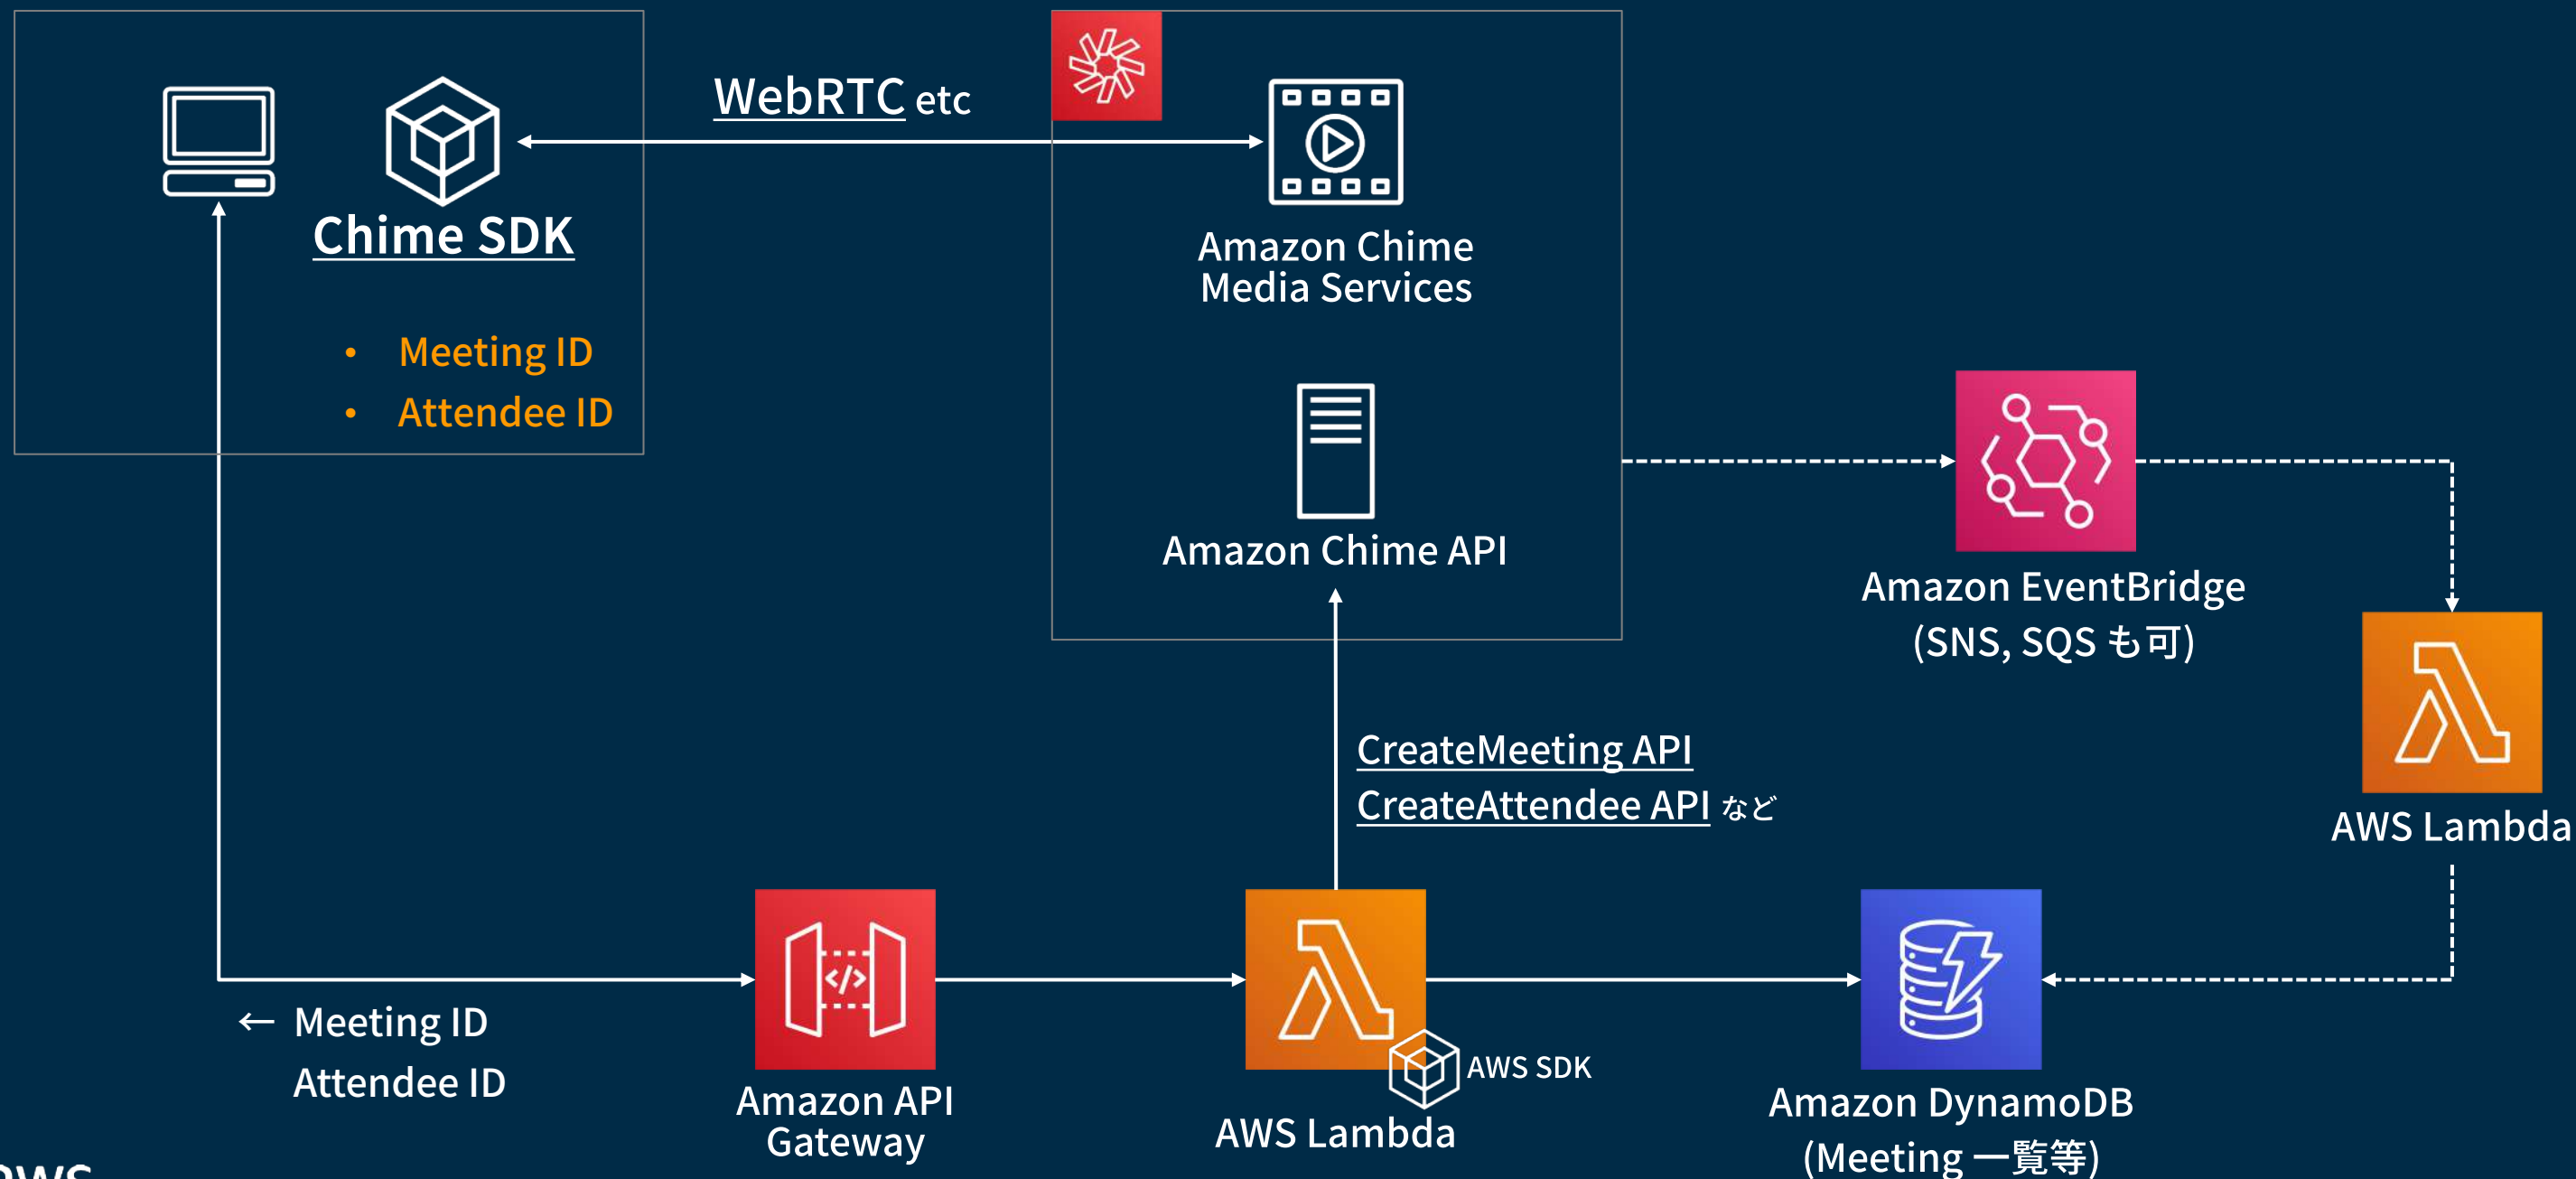 WebRTC etc
Chime SDK
• Meeting ID
• Attendee ID
Amazon Chime
Media Services
Amazon Chime API
Amazon EventBridge
(SNS, SQS も可)
CreateMeeting API
CreateAttendee API など
AWS Lambda
← Meeting ID
Attendee ID
Amazon API
Gateway
AWS SDK
AWS Lambda
Amazon DynamoDB
(Meeting 一覧等)
aws